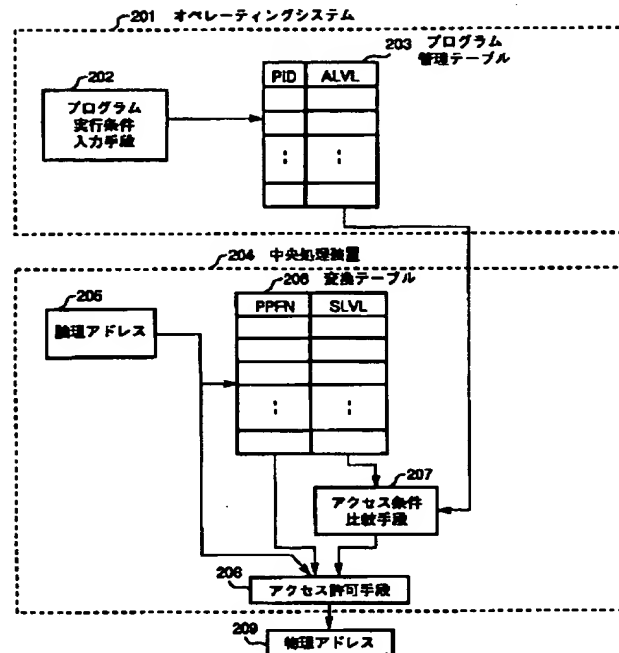 201 オペレーティングシステム
203 プログラム
管理テーブル
202
プログラム
実行条件
入力手段
PID ALVL
204 中央処理装置
206 変換テーブル
205
論理アドレス
PPFN SLVL
207
アクセス条件
比較手段
206
アクセス許可手段
209
物理アドレス